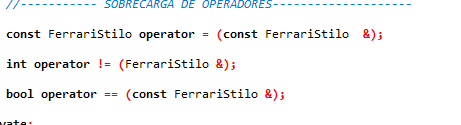 //----------- SOBRECARGA DE OPERADORES--------------------
const FerrariStilo operator = (const FerrariStilo &);
int operator != (FerrariStilo &);
bool operator == (const FerrariStilo &);
vate: